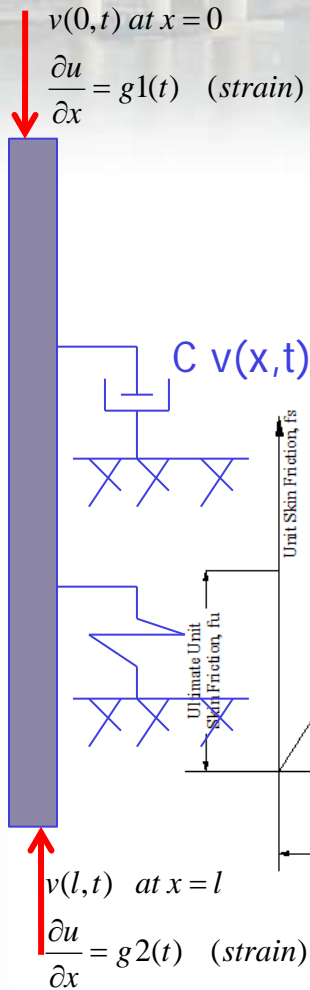 v(0,t) at x = 0
∂u/∂x = g1(t) (strain)
C v(x,t)
Unit Skin Friction, fs
Ultimate Unit
Skin Friction, fu
v(l,t) at x = l
∂u/∂x = g2(t) (strain)